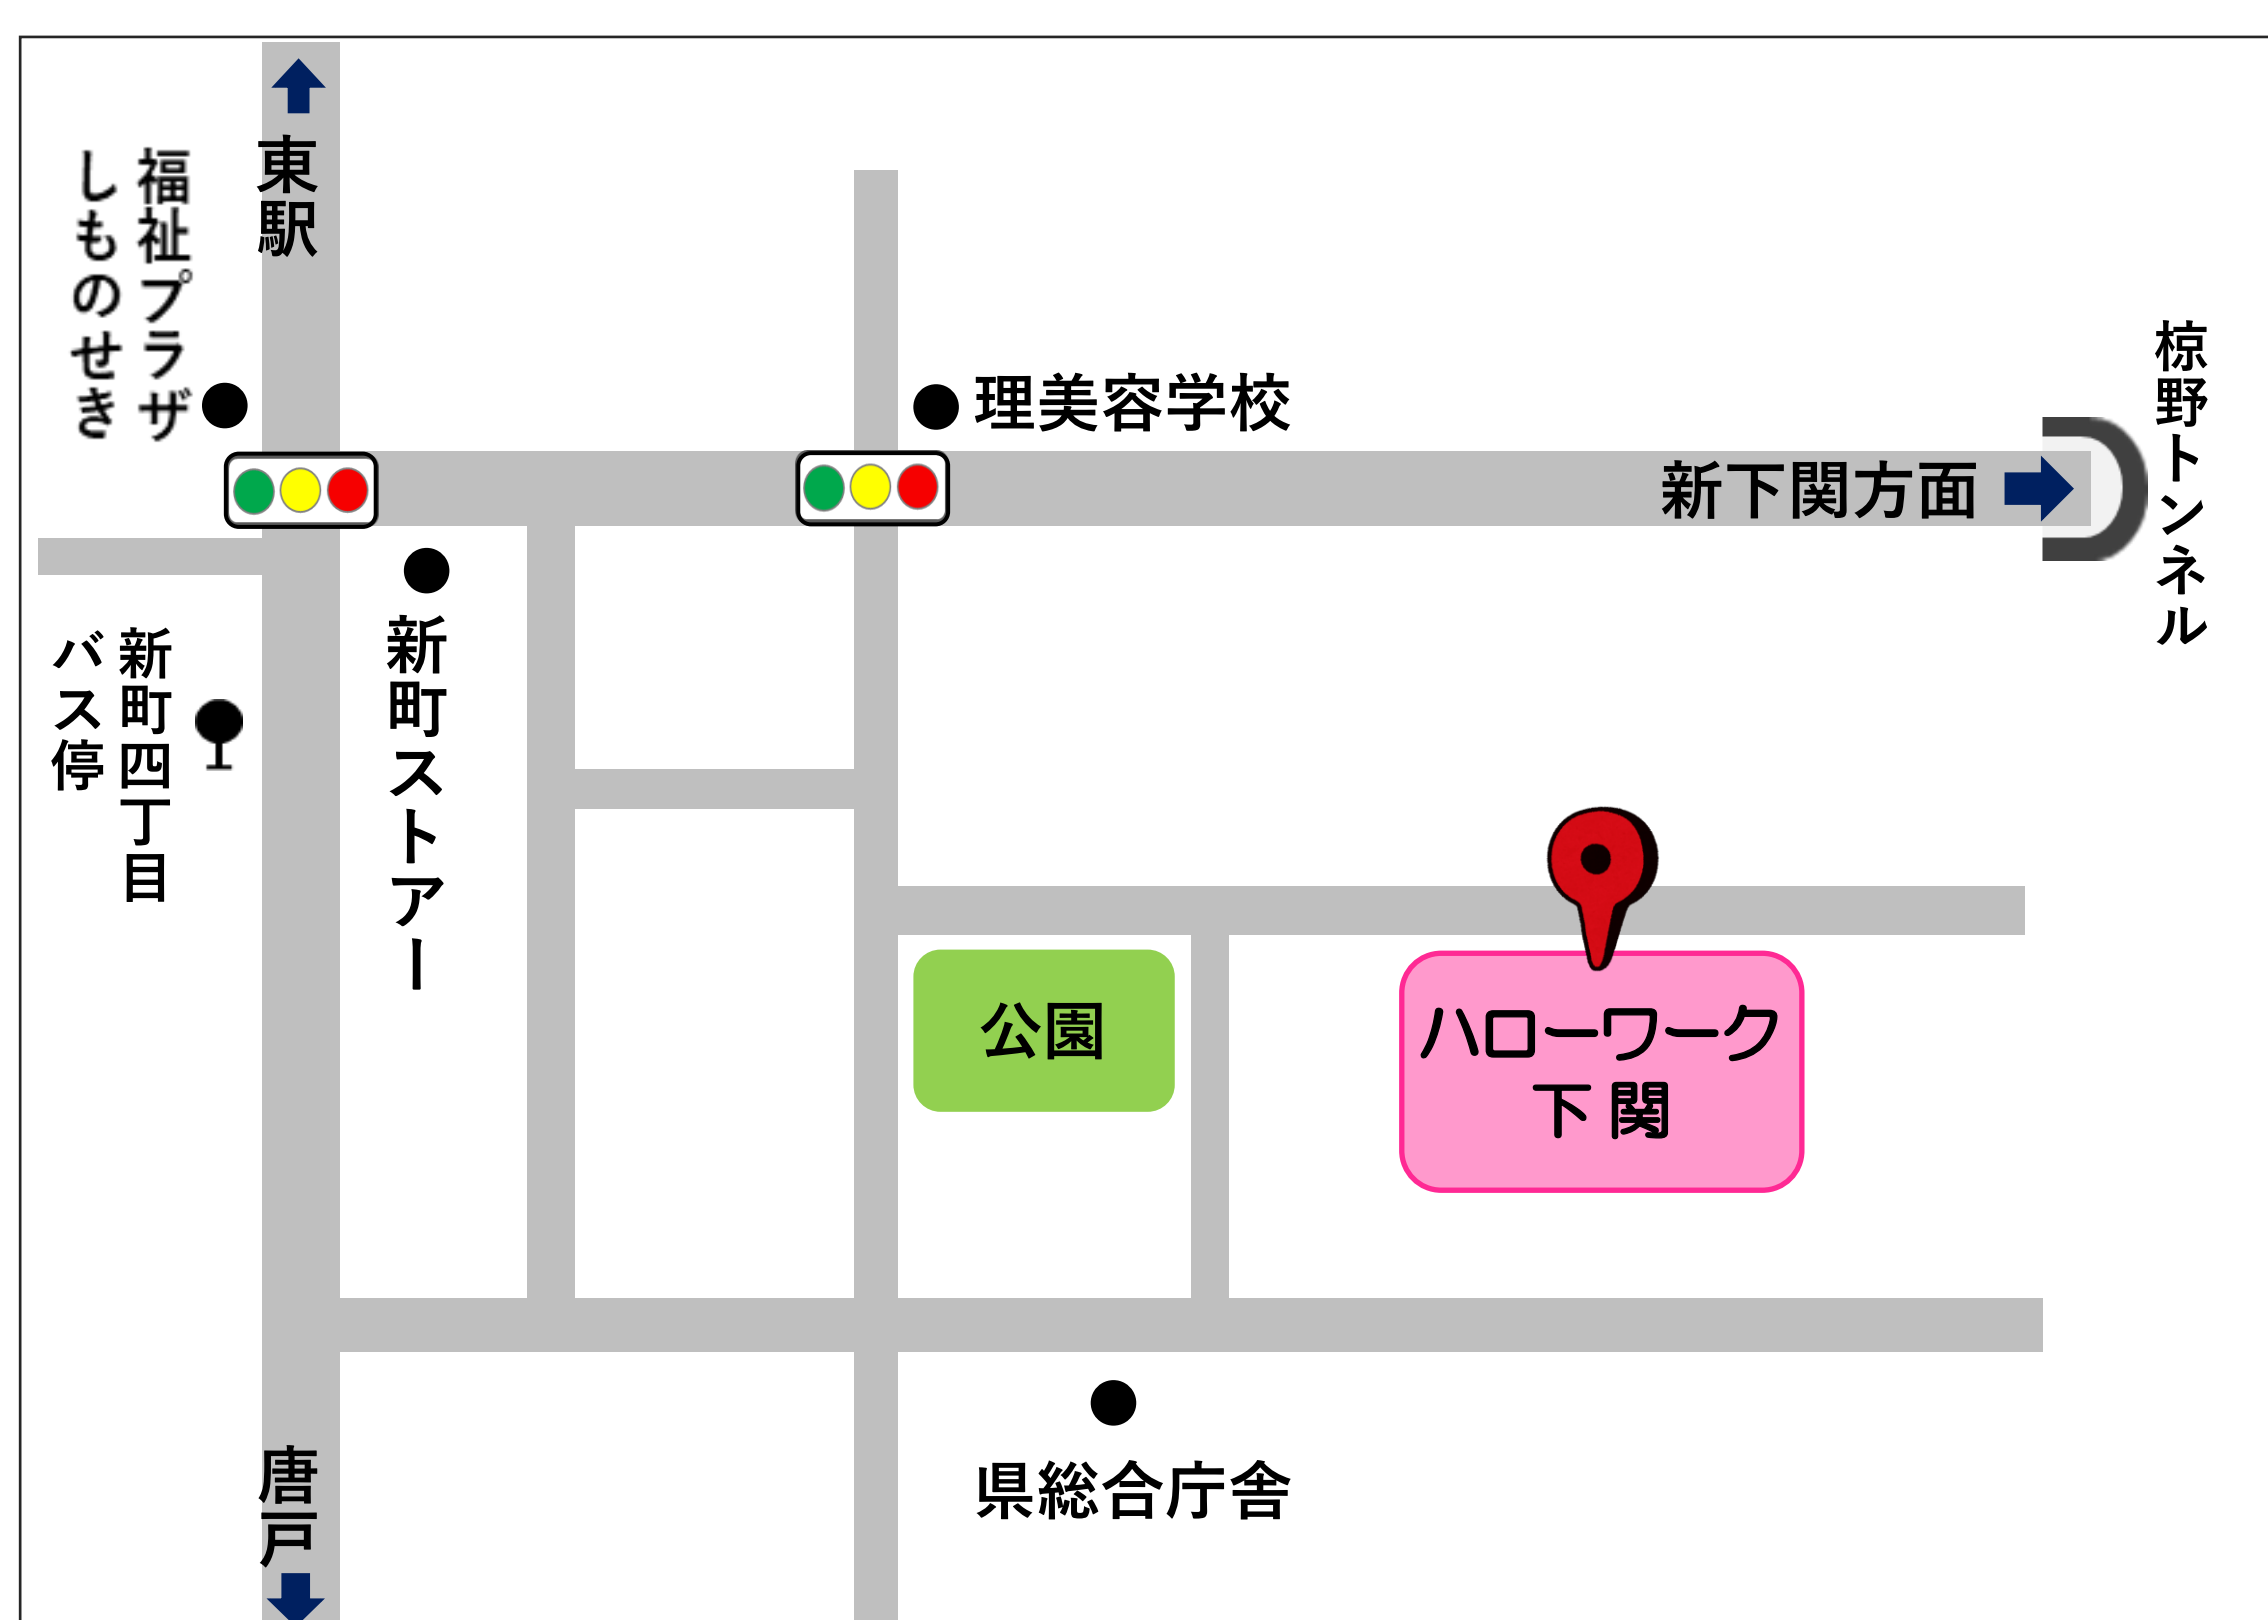 東駅
福祉プラザ
しものせき
理美容学校
新下関方面
椋野トンネル
新町四丁目
バス停
新町ストアー
公園
ハローワーク
下関
県総合庁舎
唐戸